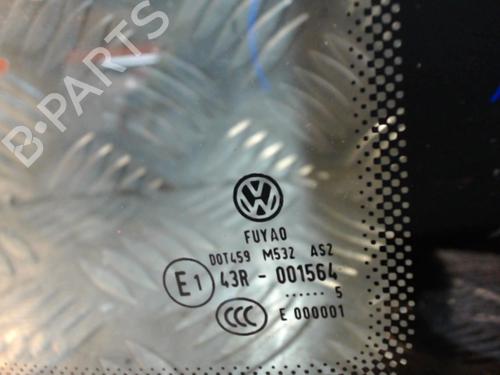 B-PARTS
FUYAO
DOT459 M532 AS2
E1 43R - 001564
...... 5
CCC E 000001